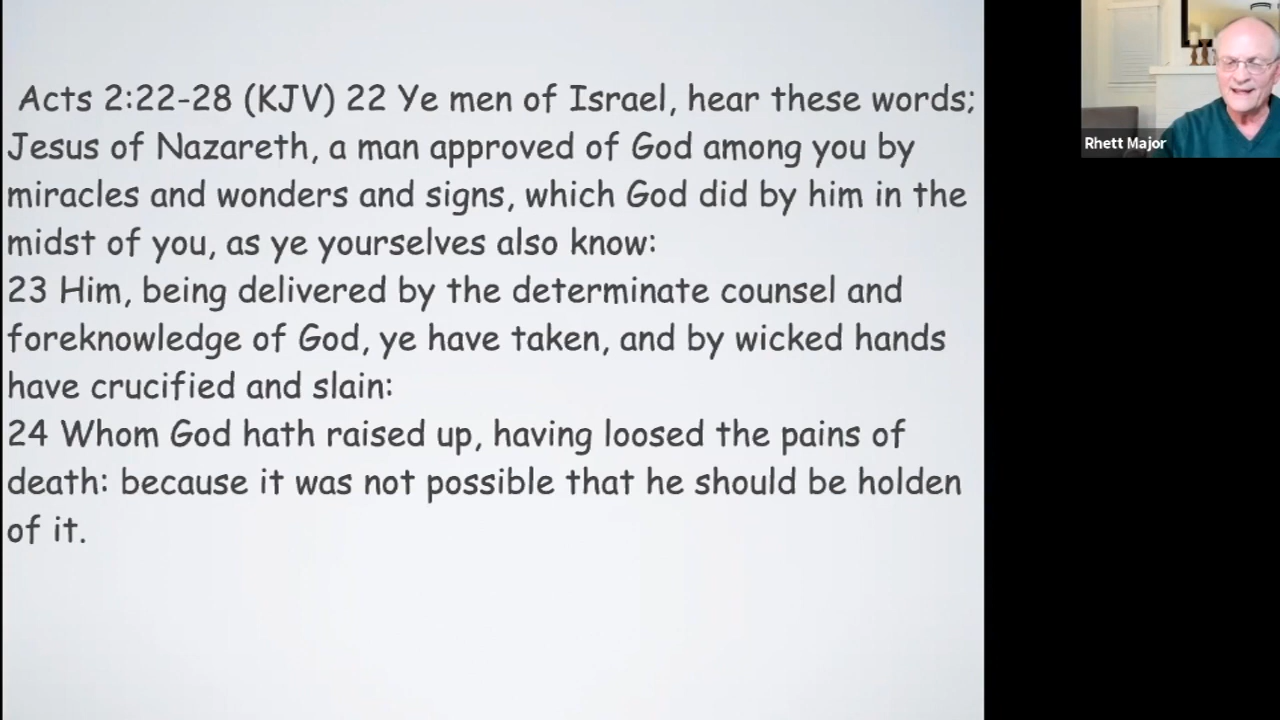 Acts 2:22-28 (KJV) 22 Ye men of Israel, hear these words;
Jesus of Nazareth, a man approved of God among you by
miracles and wonders and signs, which God did by him in the
midst of you, as ye yourselves also know:
23 Him, being delivered by the determinate counsel and
foreknowledge of God, ye have taken, and by wicked hands
have crucified and slain:
24 Whom God hath raised up, having loosed the pains of
death: because it was not possible that he should be holden
of it.
Rhett Major